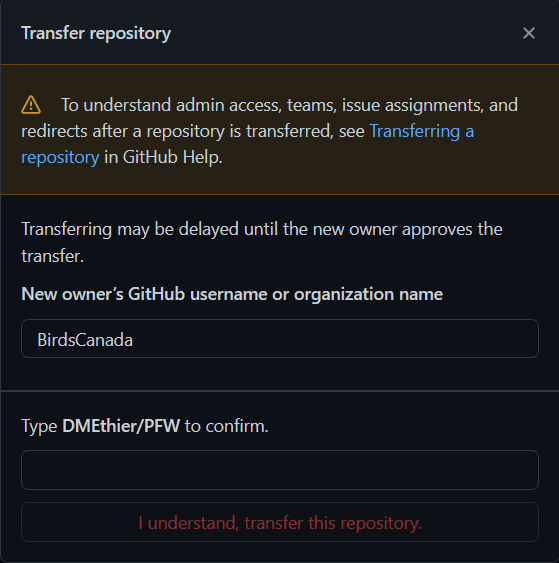 Transfer repository
To understand admin access, teams, issue assignments, and
redirects after a repository is transferred, see Transferring a
repository in GitHub Help.
Transferring may be delayed until the new owner approves the
transfer.
New owner’s GitHub username or organization name
BirdsCanada
Type DMEthier/PFW to confirm.
I understand, transfer this repository.